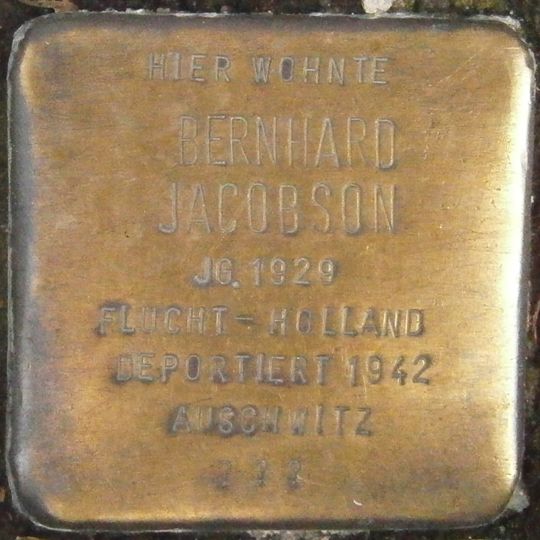 HIER WOHNTE
BERNHARD
JACOBSON
JG. 1929
FLUCHT - HOLLAND
DEPORTIERT 1942
AUSCHWITZ
???